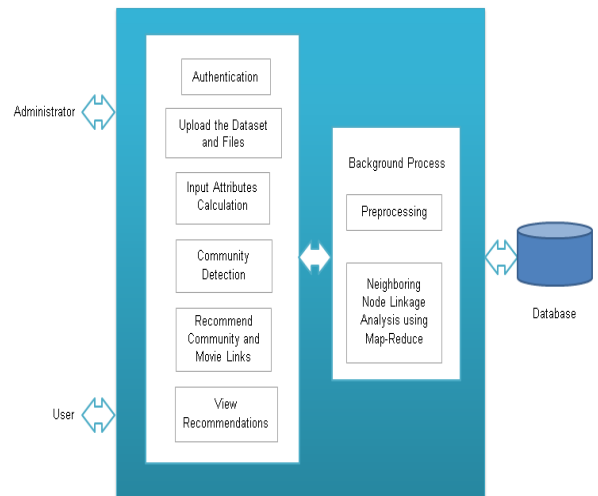 Administrator
User
Authentication
Upload the Dataset
and Files
Input Attributes
Calculation
Community
Detection
Recommend
Community and
Movie Links
View
Recommendations
Background Process
Preprocessing
Neighboring
Node Linkage
Analysis using
Map-Reduce
Database